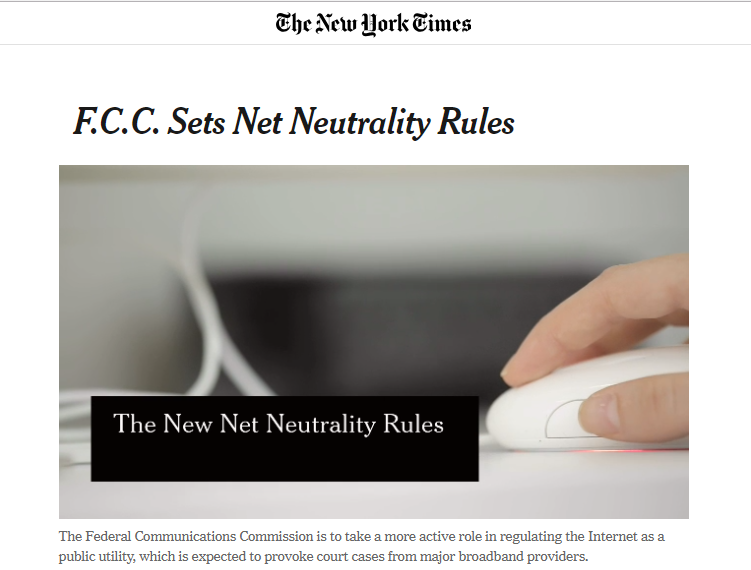 The New York Times
F.C.C. Sets Net Neutrality Rules
The New Net Neutrality Rules
The Federal Communications Commission is to take a more active role in regulating the Internet as a
public utility, which is expected to provoke court cases from major broadband providers.